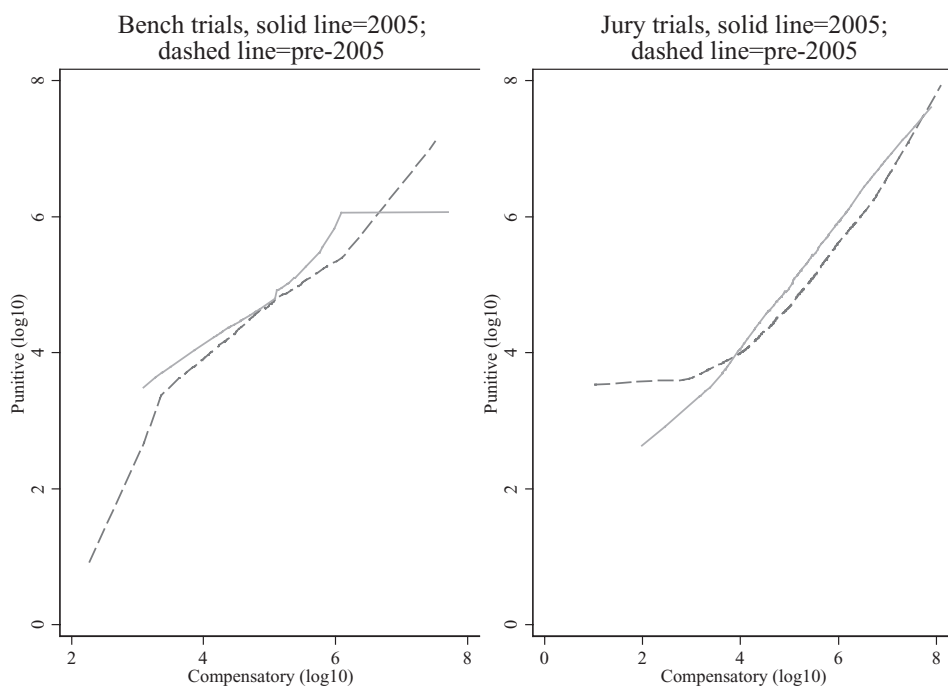 Bench trials, solid line=2005;
dashed line=pre-2005
8
6
4
2
0
Punitive (log10)
2 4 6 8
Compensatory (log10)
Jury trials, solid line=2005;
dashed line=pre-2005
8
6
4
2
0
Punitive (log10)
0 2 4 6 8
Compensatory (log10)